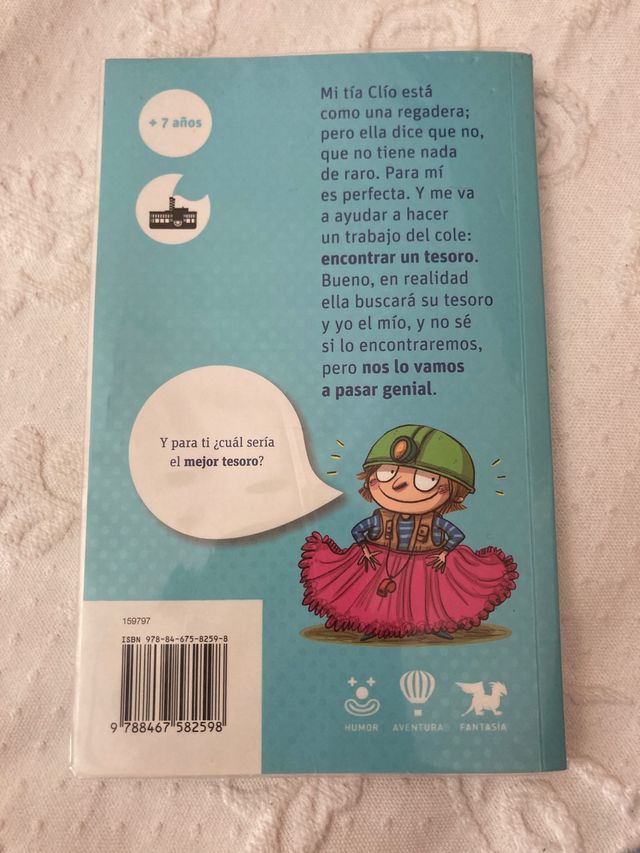 + 7 años
Mi tía Clío está
como una regadera;
pero ella dice que no,
que no tiene nada
de raro. Para mí
es perfecta. Y me va
a ayudar a hacer
un trabajo del cole:
encontrar un tesoro.
Bueno, en realidad
ella buscará su tesoro
y yo el mío, y no sé
si lo encontraremos,
pero nos lo vamos
a pasar genial.
Y para ti ¿cuál sería
el mejor tesoro?
159797
ISBN 978-84-675-8259-8
9 788467 582598
HUMOR AVENTURAS FANTASÍA